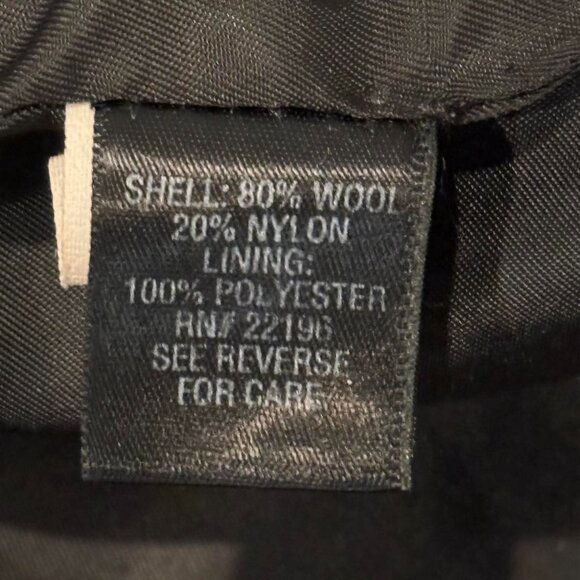 SHELL: 80% WOOL
20% NYLON
LINING:
100% POLYESTER
RN# 22196
SEE REVERSE
FOR CARE